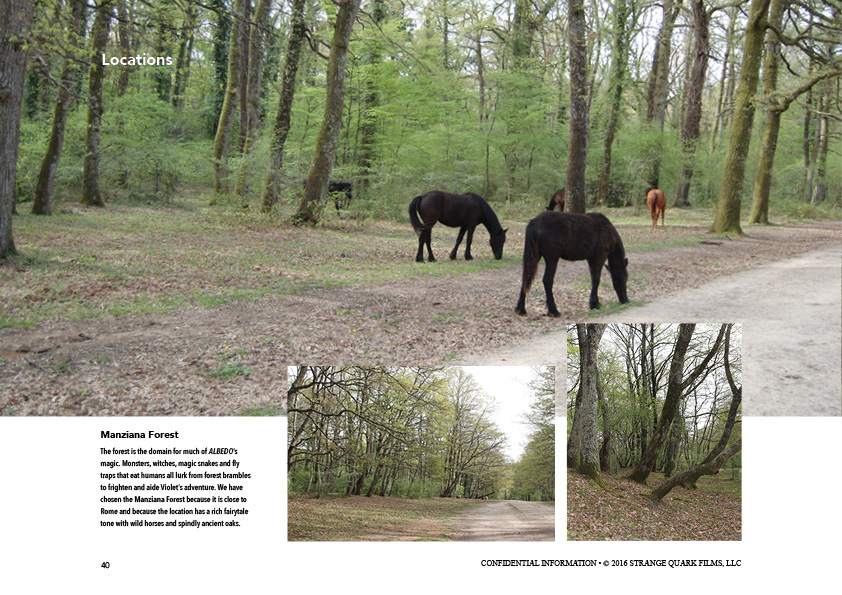 Locations
Manziana Forest
The forest is the domain for much of ALBEDO's
magic. Monsters, witches, magic snakes and fly
traps that eat humans all lurk from forest brambles
to frighten and aide Violet's adventure. We have
chosen the Manziana Forest because it is close to
Rome and because the location has a rich fairytale
tone with wild horses and spindly ancient oaks.
40
CONFIDENTIAL INFORMATION • © 2016 STRANGE QUARK FILMS, LLC